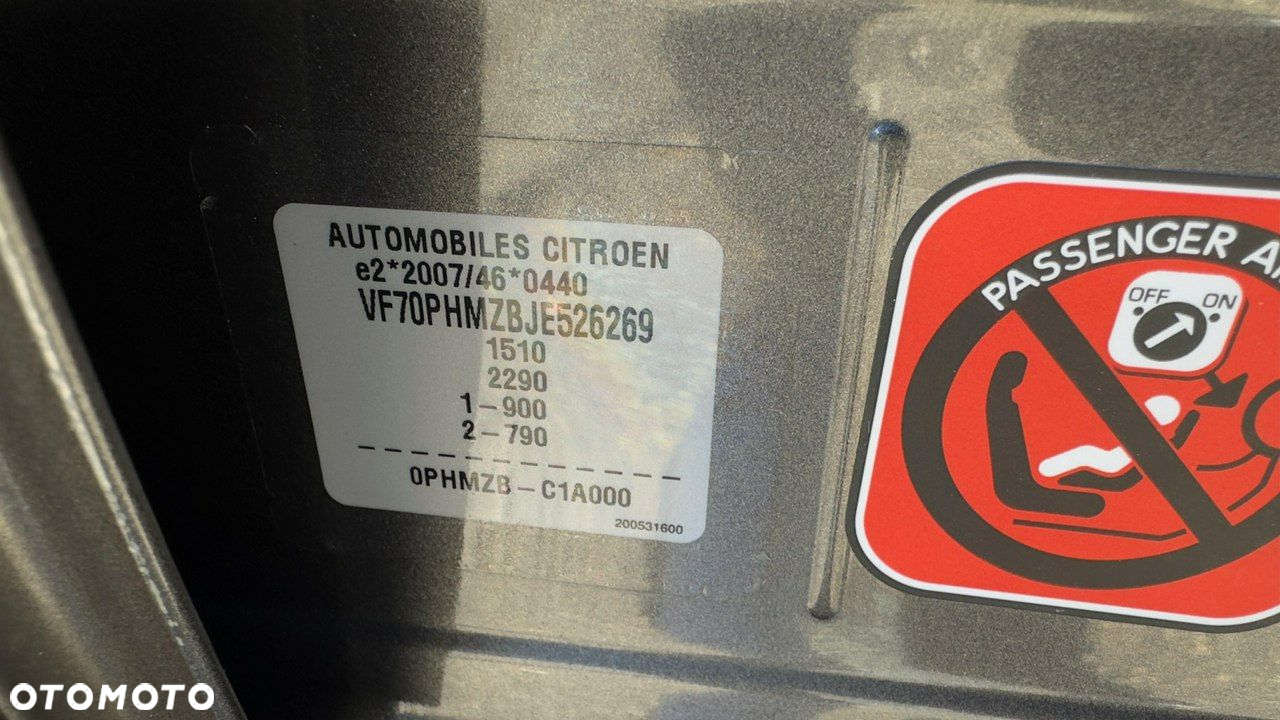 AUTOMOBILES CITROEN
e2*2007/46*0440
VF70PHMZBJE526269
1510
2290
1-900
2-790
0PHMZB-C1A000
200531600
PASSENGER
OFF ON
OTOMOTO